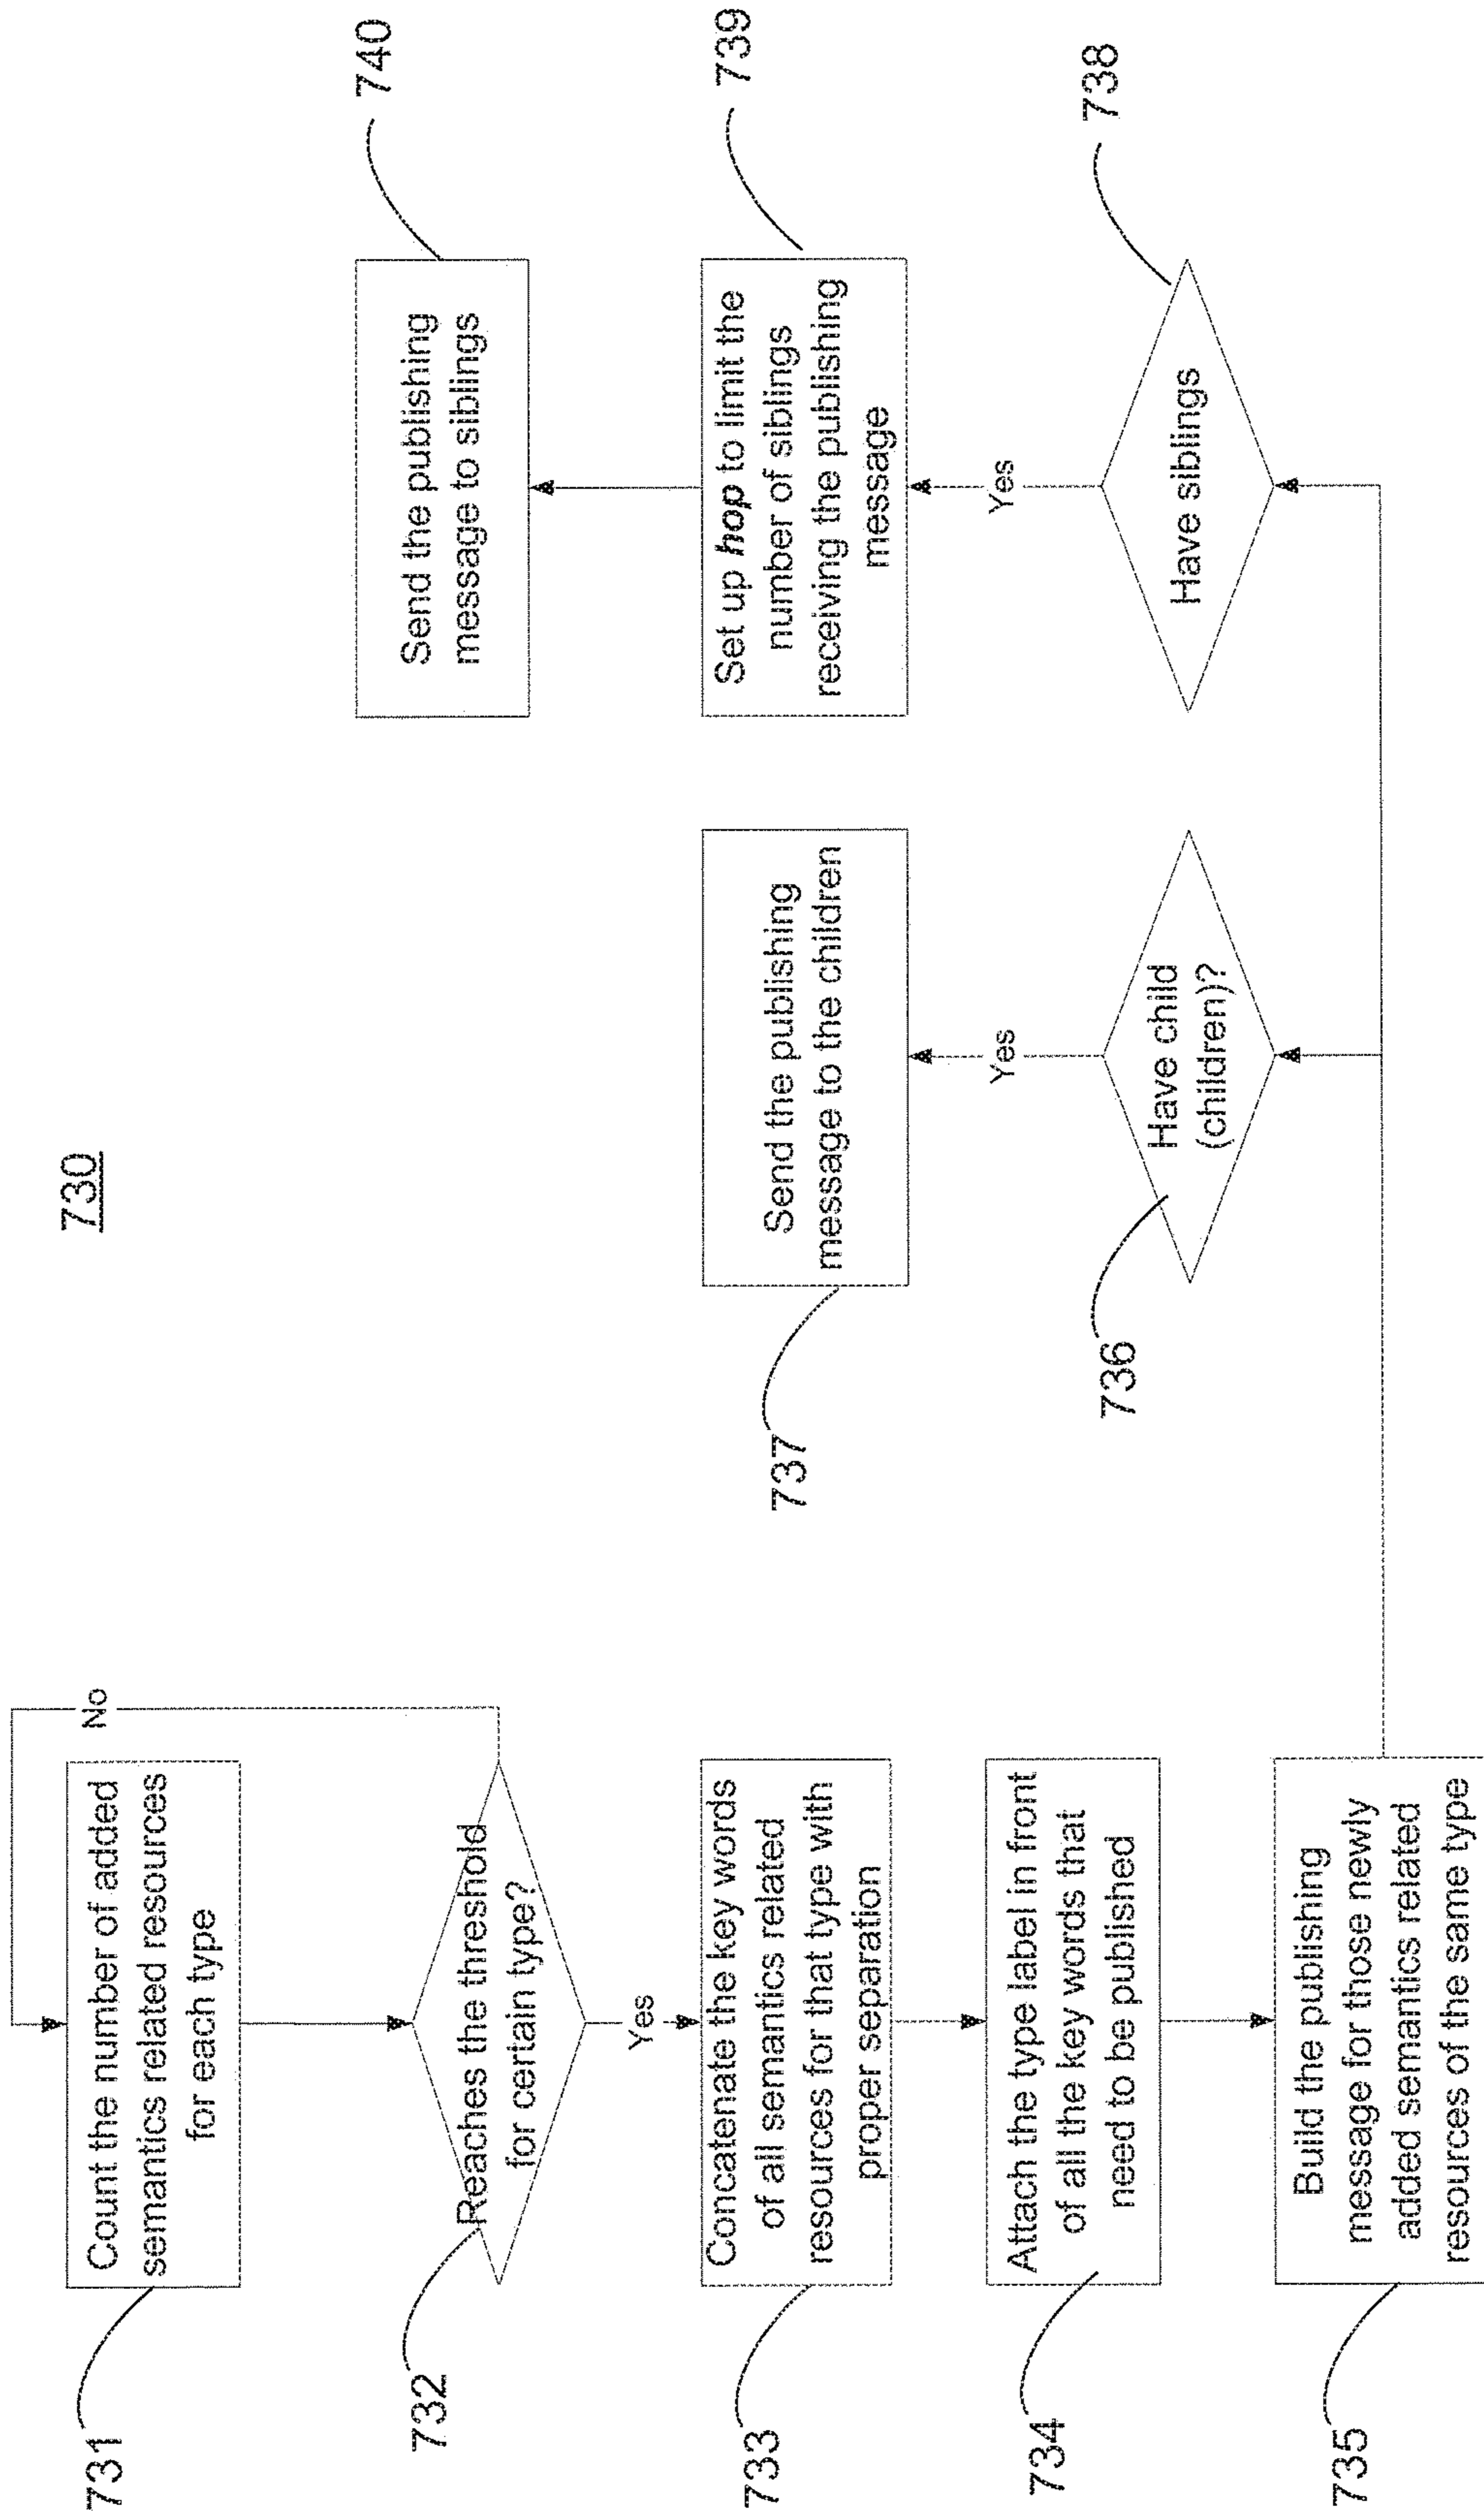 730
731
Count the number of added
semantics related resources
for each type
No
732
Reaches the threshold
for certain type?
Yes
733
Concatenate the key words
of all semantics related
resources for that type with
proper separation
734
Attach the type label in front
of all the key words that
need to be published
735
Build the publishing
message for those newly
added semantics related
resources of the same type
736
Have child
(children)?
Yes
737
Send the publishing
message to the children
738
Have siblings
Yes
739
Set up hop to limit the
number of siblings
receiving the publishing
message
740
Send the publishing
message to siblings